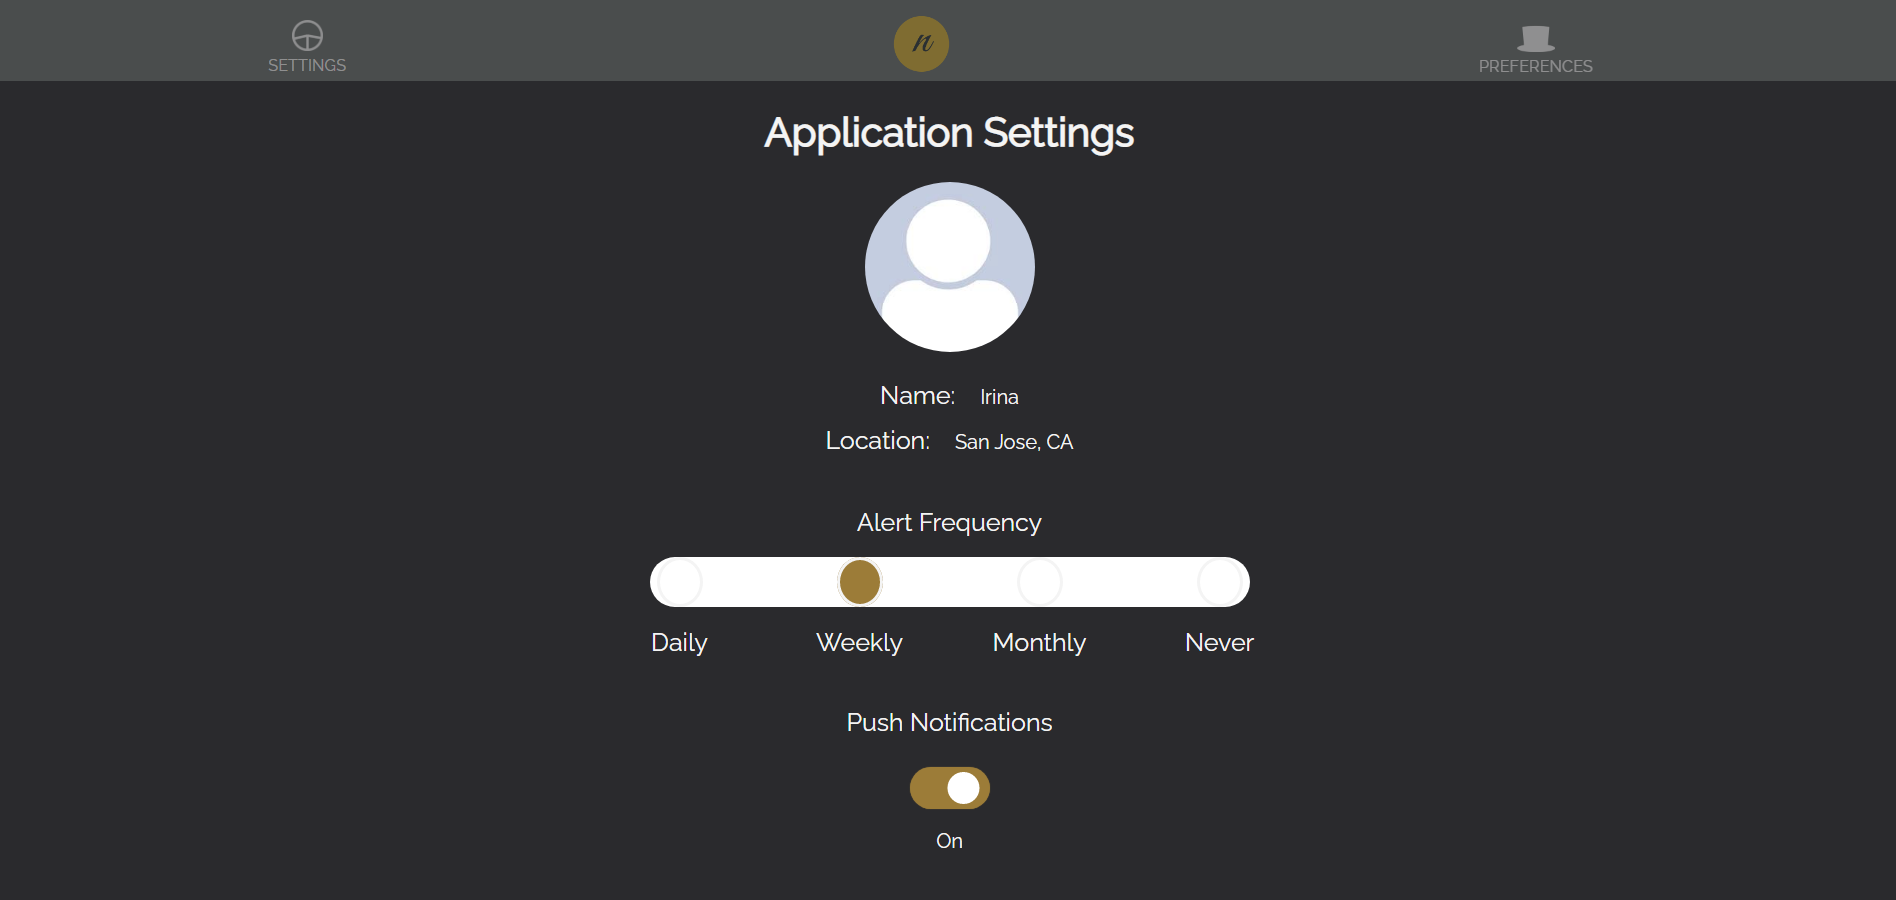 SETTINGS
n
PREFERENCES
Application Settings
Name: Irina
Location: San Jose, CA
Alert Frequency
Daily Weekly Monthly Never
Push Notifications
On